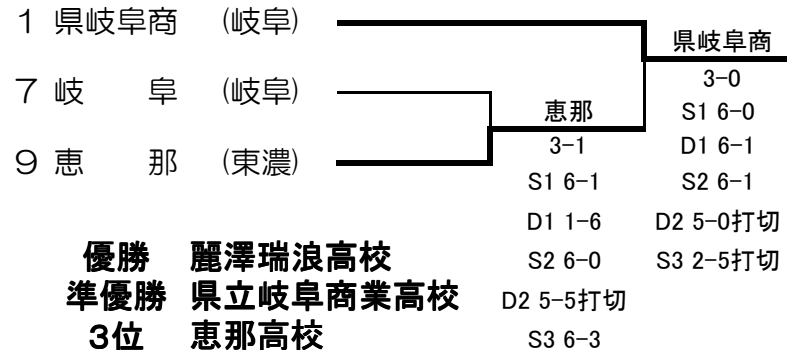 1 県岐阜商 (岐阜)
県岐阜商
3-0
7 岐 阜 (岐阜)
恵那
S1 6-0
3-1
D1 6-1
9 恵 那 (東濃)
S1 6-1
S2 6-1
D1 1-6
D2 5-0打切
優勝 麗澤瑞浪高校
S2 6-0
S3 2-5打切
準優勝 県立岐阜商業高校
D2 5-5打切
3位 恵那高校
S3 6-3